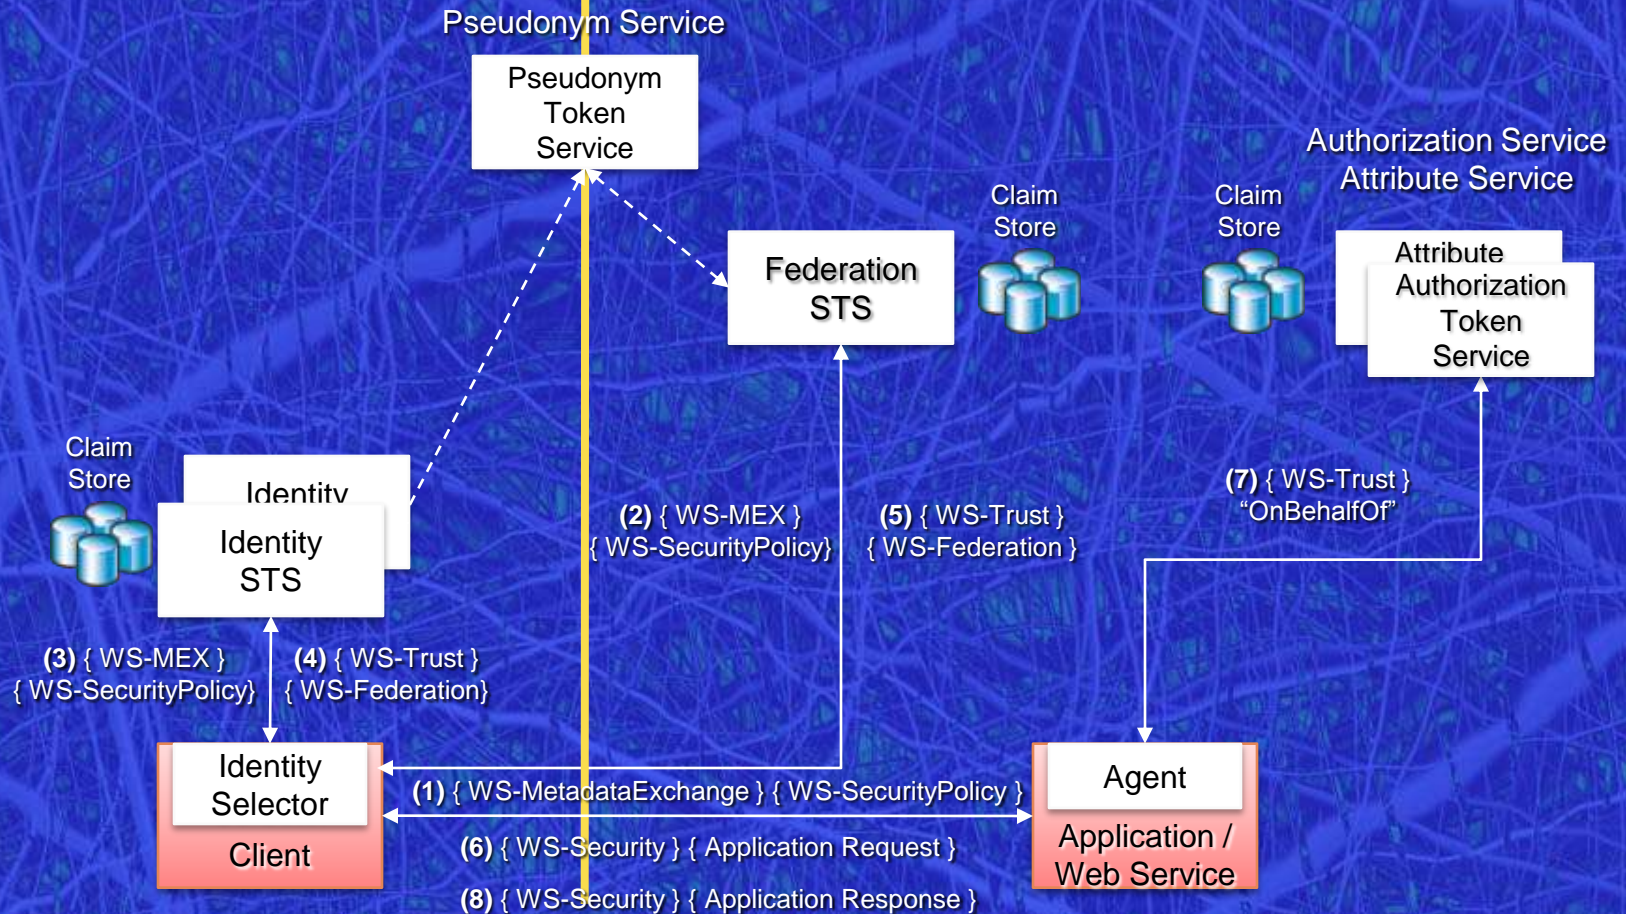 Pseudonym Service
Pseudonym
Token
Service
Authorization Service
Attribute Service
Claim
Store
Claim
Store
Federation
STS
Attribute
Authorization
Token
Service
Claim
Store
Identity
Identity
STS
(2) { WS-MEX }
{ WS-SecurityPolicy}
(5) { WS-Trust }
{ WS-Federation }
(7) { WS-Trust }
“OnBehalfOf”
(3) { WS-MEX }
{ WS-SecurityPolicy}
(4) { WS-Trust }
{ WS-Federation}
Identity
Selector
Client
(1) { WS-MetadataExchange } { WS-SecurityPolicy }
(6) { WS-Security } { Application Request }
(8) { WS-Security } { Application Response }
Agent
Application /
Web Service